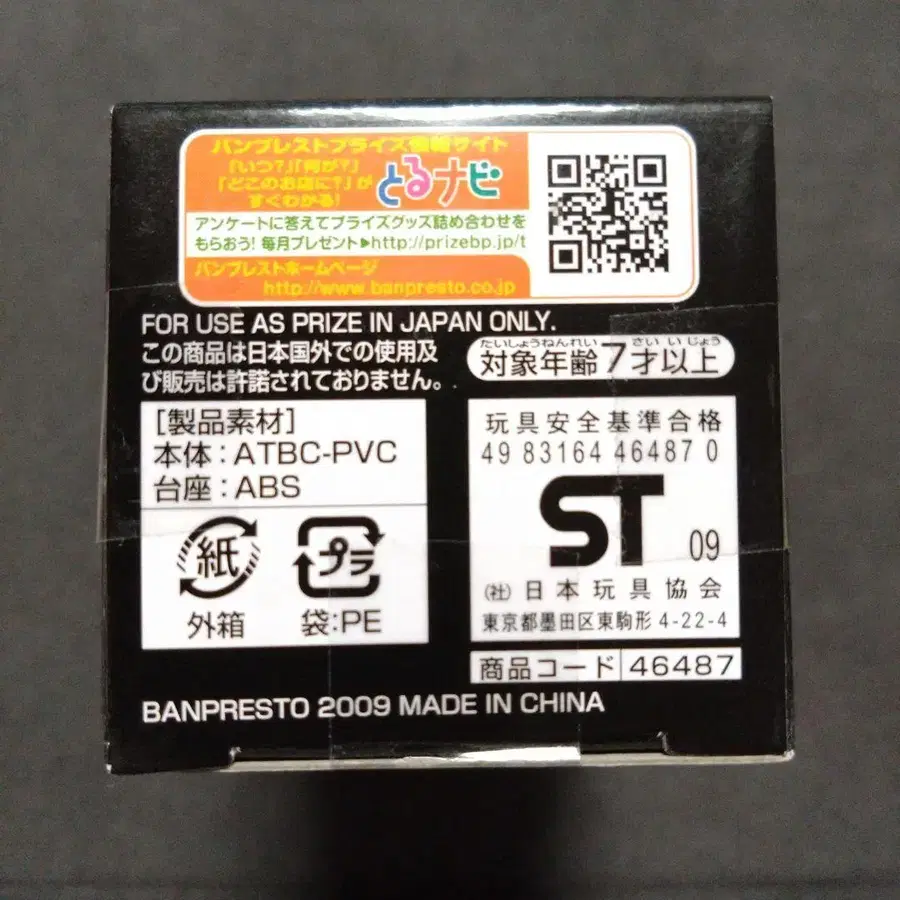 バンプレストプライズ情報サイト
「いつ?」「何が?」
「どこのお店に?」が
すぐわかる!
とるナビ
アンケートに答えてプライズグッズ詰め合わせを
もらおう! 毎月プレゼント▶http://prizebp.jp/t
バンプレストホームページ
http://www.banpresto.co.jp
FOR USE AS PRIZE IN JAPAN ONLY.
この商品は日本国外での使用及
び販売は許諾されておりません。
たいしょうねんれい さい いじょう
対象年齢 7才以上
[製品素材]
本体:ATBC-PVC
台座:ABS
紙
外箱
プラ
袋:PE
玩具安全基準合格
49 83164 46487 0
ST 09
(社) 日本玩具協会
東京都墨田区東駒形 4-22-4
商品コード 46487
BANPRESTO 2009 MADE IN CHINA